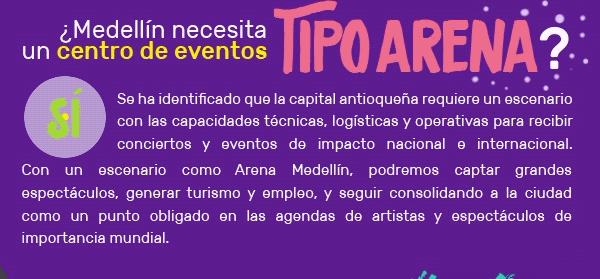 ¿Medellín necesita
un centro de eventos TIPO ARENA?
SÍ
Se ha identificado que la capital antioqueña requiere un escenario
con las capacidades técnicas, logísticas y operativas para recibir
conciertos y eventos de impacto nacional e internacional.
Con un escenario como Arena Medellín, podremos captar grandes
espectáculos, generar turismo y empleo, y seguir consolidando a la ciudad
como un punto obligado en las agendas de artistas y espectáculos de
importancia mundial.